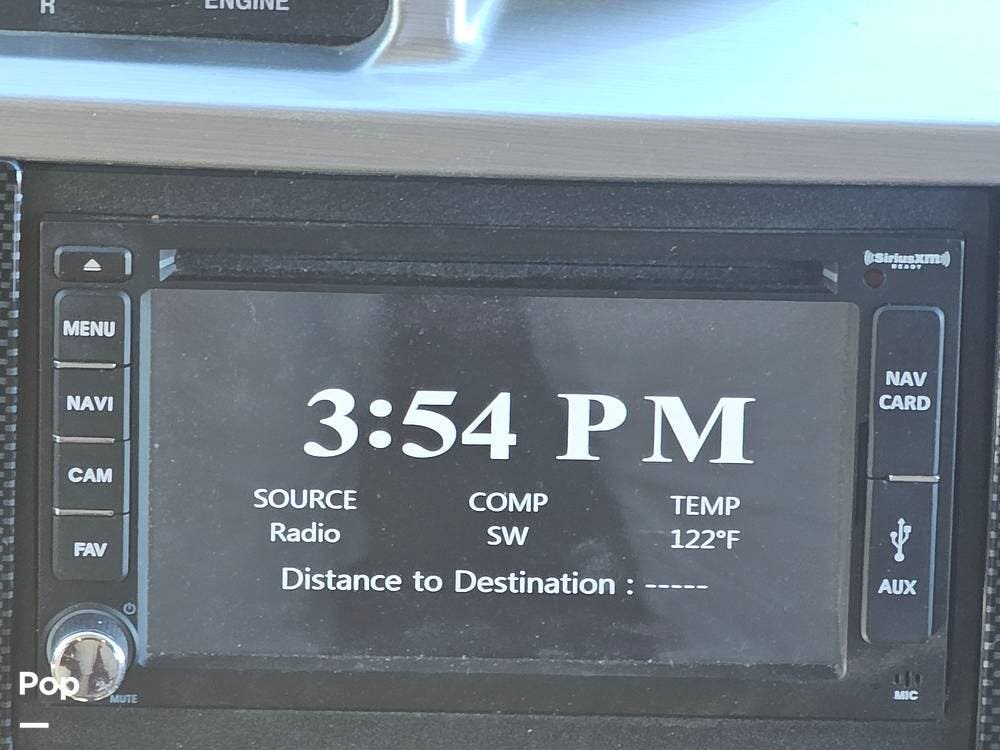 R
ENGINE
SiriusXM
READY
MENU
NAVI
CAM
FAV
MUTE
3:54 PM
SOURCE COMP TEMP
Radio SW 122°F
Distance to Destination : -----
NAV
CARD
AUX
MIC
Pop